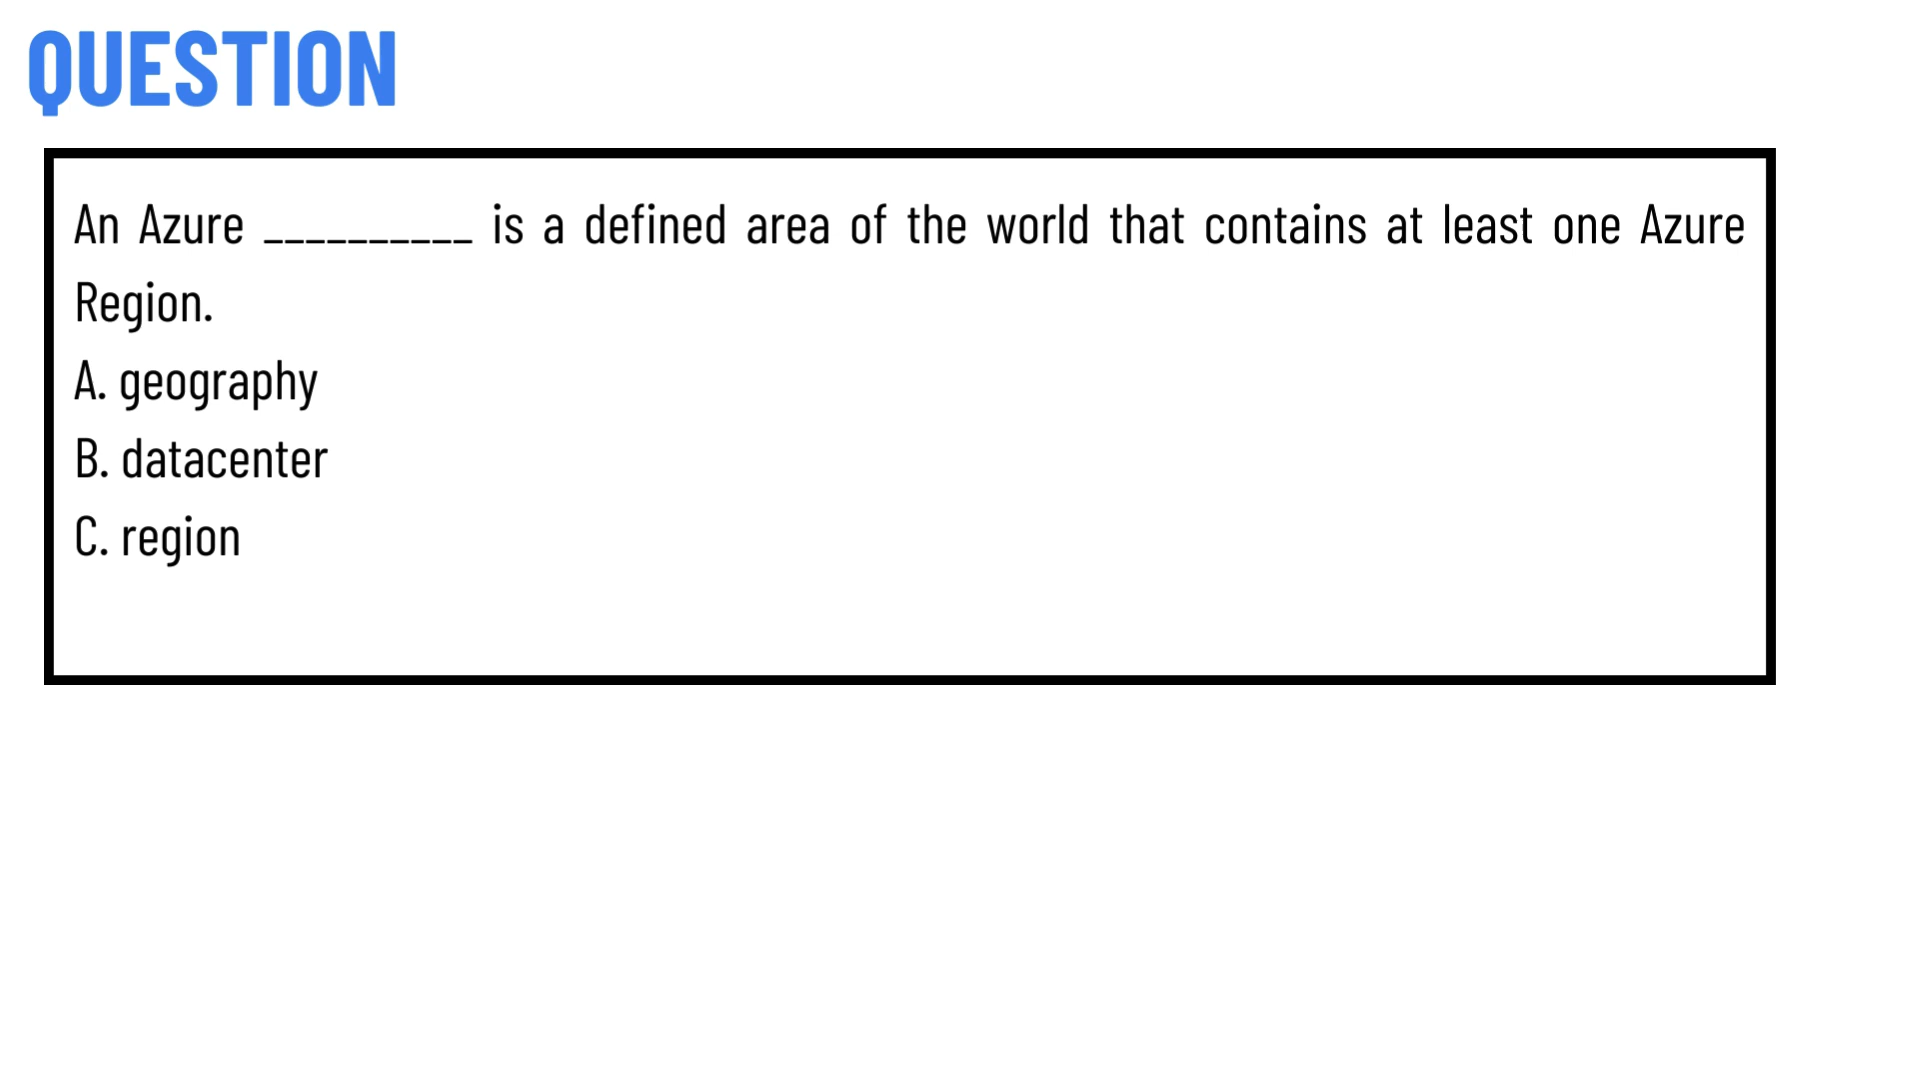 QUESTION
An Azure __________ is a defined area of the world that contains at least one Azure
Region.
A. geography
B. datacenter
C. region